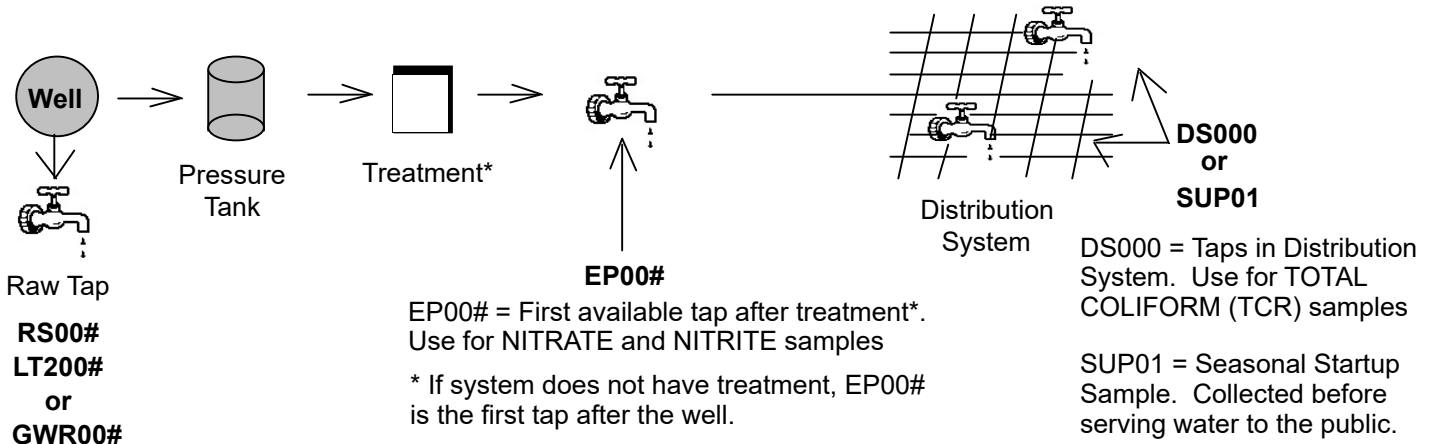 Well
Pressure
Tank
Treatment*
Distribution
System
DS000
or
SUP01
Raw Tap
RS00#
LT200#
or
GWR00#
EP00#
EP00# = First available tap after treatment*.
Use for NITRATE and NITRITE samples
* If system does not have treatment, EP00#
is the first tap after the well.
DS000 = Taps in Distribution
System. Use for TOTAL
COLIFORM (TCR) samples
SUP01 = Seasonal Startup
Sample. Collected before
serving water to the public.